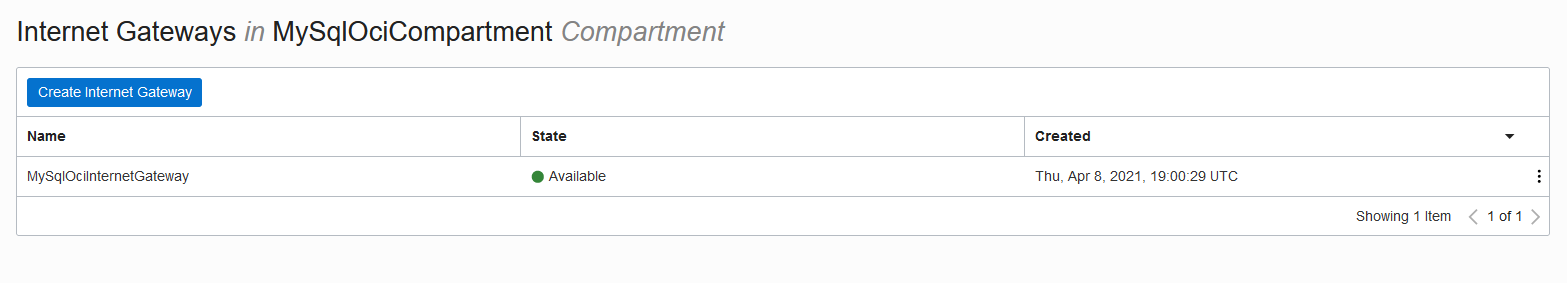 Internet Gateways in MySqlOciCompartment Compartment
Create Internet Gateway
Name State Created
MySqlOciInternetGateway Available Thu, Apr 8, 2021, 19:00:29 UTC
Showing 1 Item 1 of 1